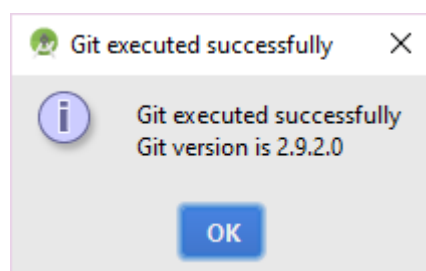 Git executed successfully
Git executed successfully
Git version is 2.9.2.0
OK